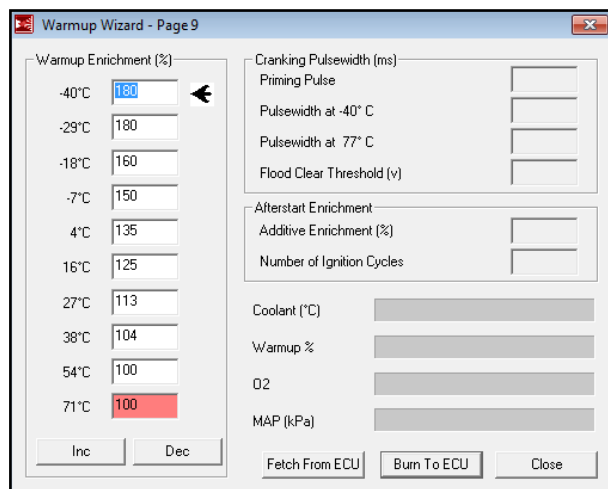 Warmup Wizard - Page 9
Warmup Enrichment (%)
-40°C 180
-29°C 180
-18°C 160
-7°C 150
4°C 135
16°C 125
27°C 113
38°C 104
54°C 100
71°C 100
Inc Dec
Cranking Pulsewidth (ms)
Priming Pulse
Pulsewidth at -40° C
Pulsewidth at 77° C
Flood Clear Threshold (v)
Afterstart Enrichment
Additive Enrichment (%)
Number of Ignition Cycles
Coolant (°C)
Warmup %
O2
MAP (kPa)
Fetch From ECU Burn To ECU Close